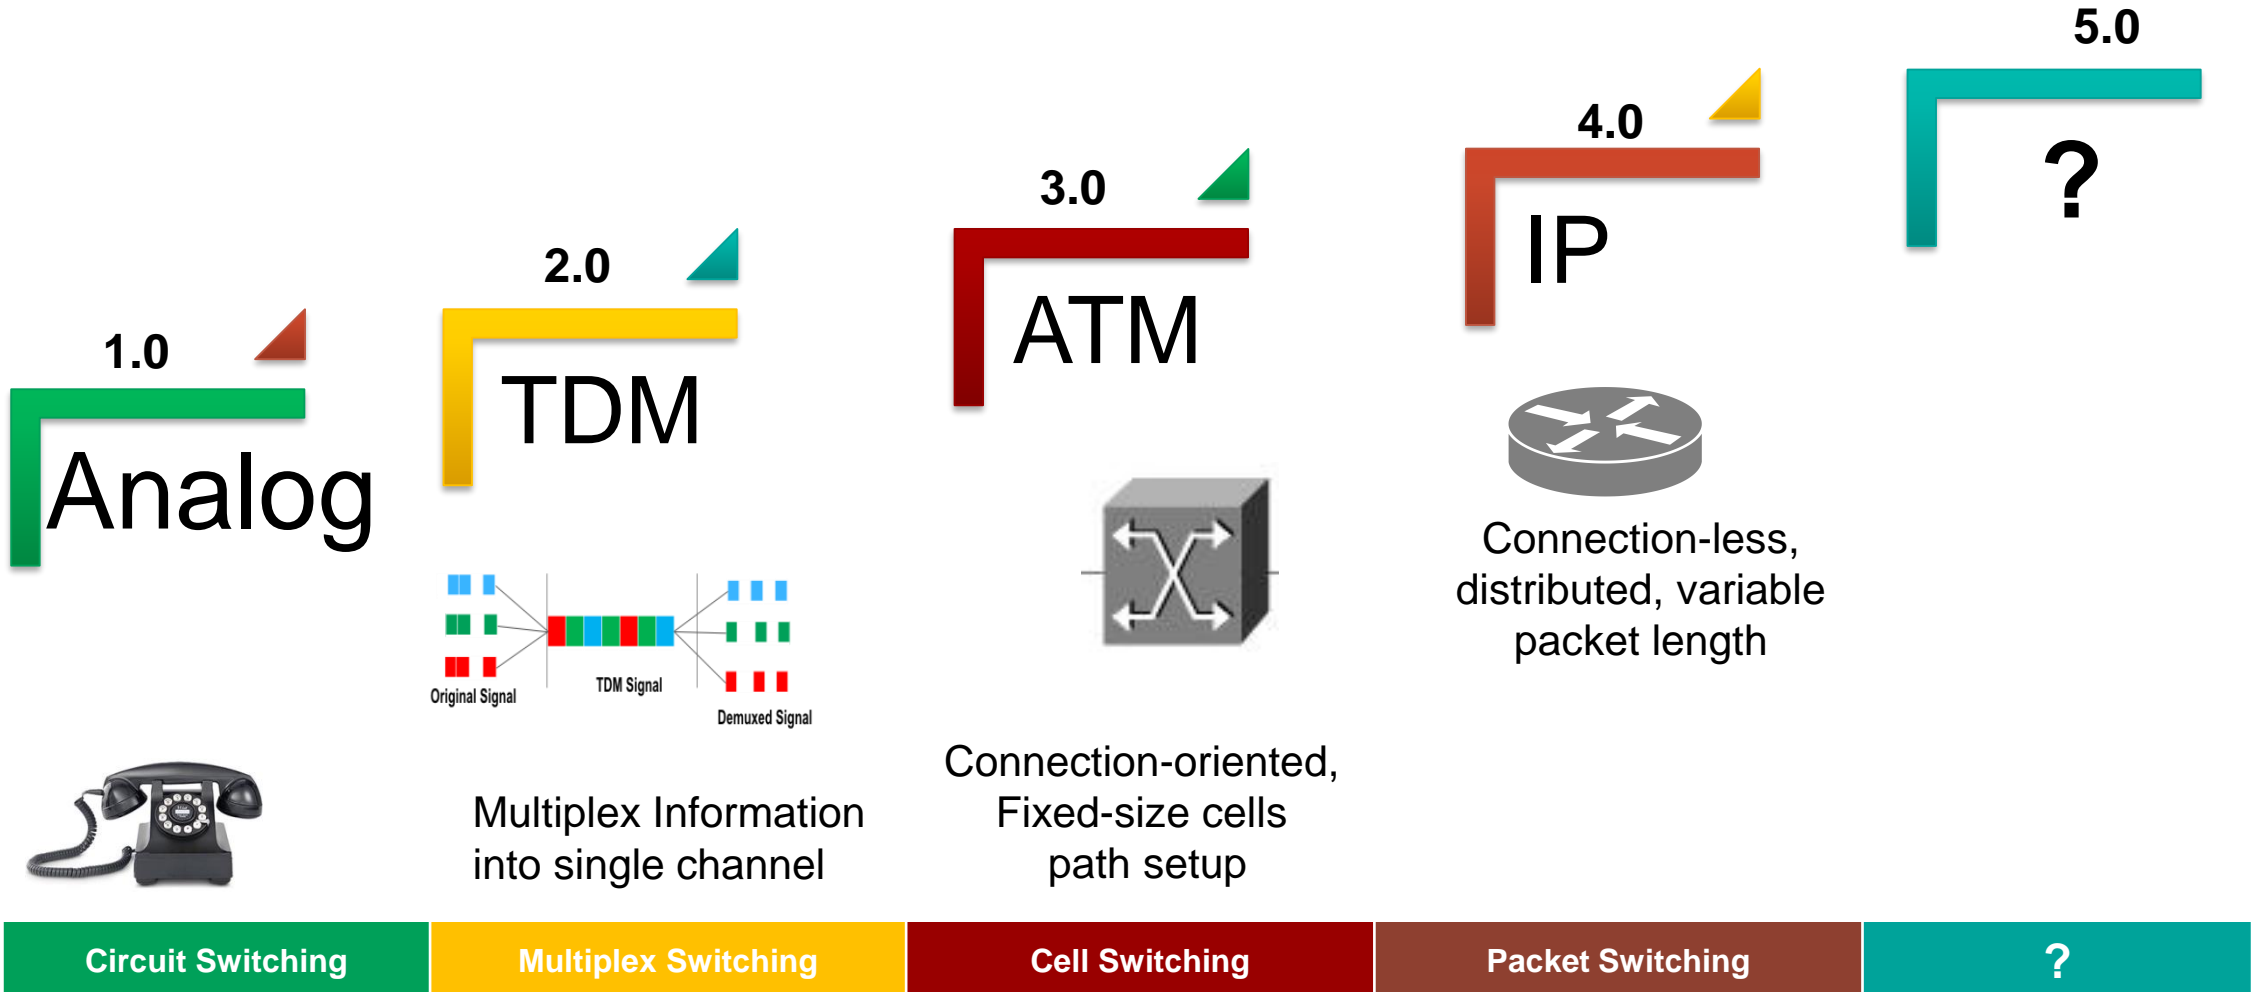 1.0
Analog
2.0
TDM
Original Signal
TDM Signal
Demuxed Signal
Multiplex Information
into single channel
3.0
ATM
Connection-oriented,
Fixed-size cells
path setup
4.0
IP
Connection-less,
distributed, variable
packet length
5.0
?
Circuit Switching
Multiplex Switching
Cell Switching
Packet Switching
?